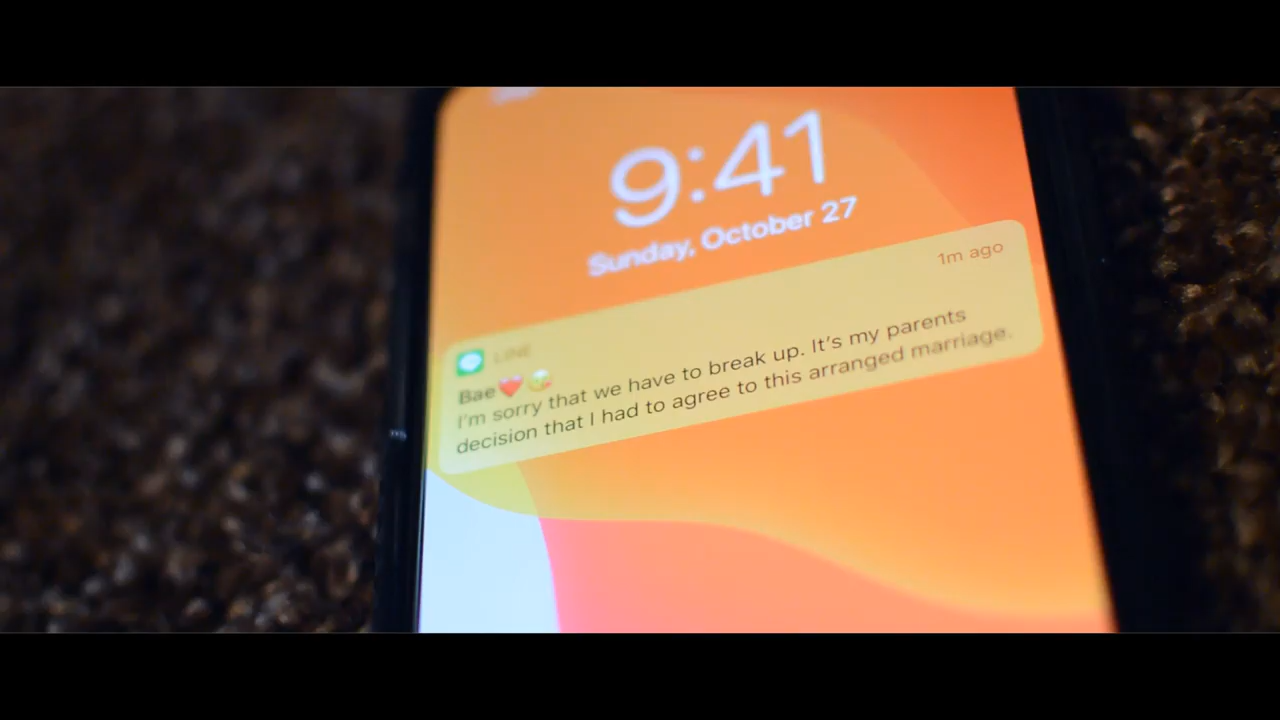 9:41
Sunday, October 27
1m ago
LINE
Bae❤️😘
I'm sorry that we have to break up. It's my parents
decision that I had to agree to this arranged marriage.